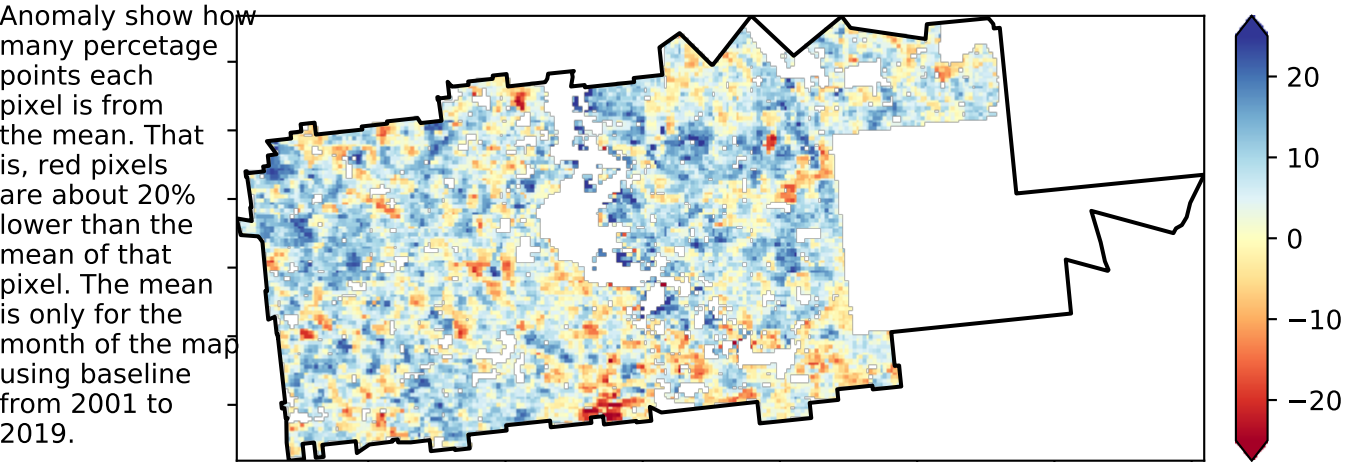 Anomaly show how
many percetage
points each
pixel is from
the mean. That
is, red pixels
are about 20%
lower than the
mean of that
pixel. The mean
is only for the
month of the map
using baseline
from 2001 to
2019.
20
10
0
−10
−20